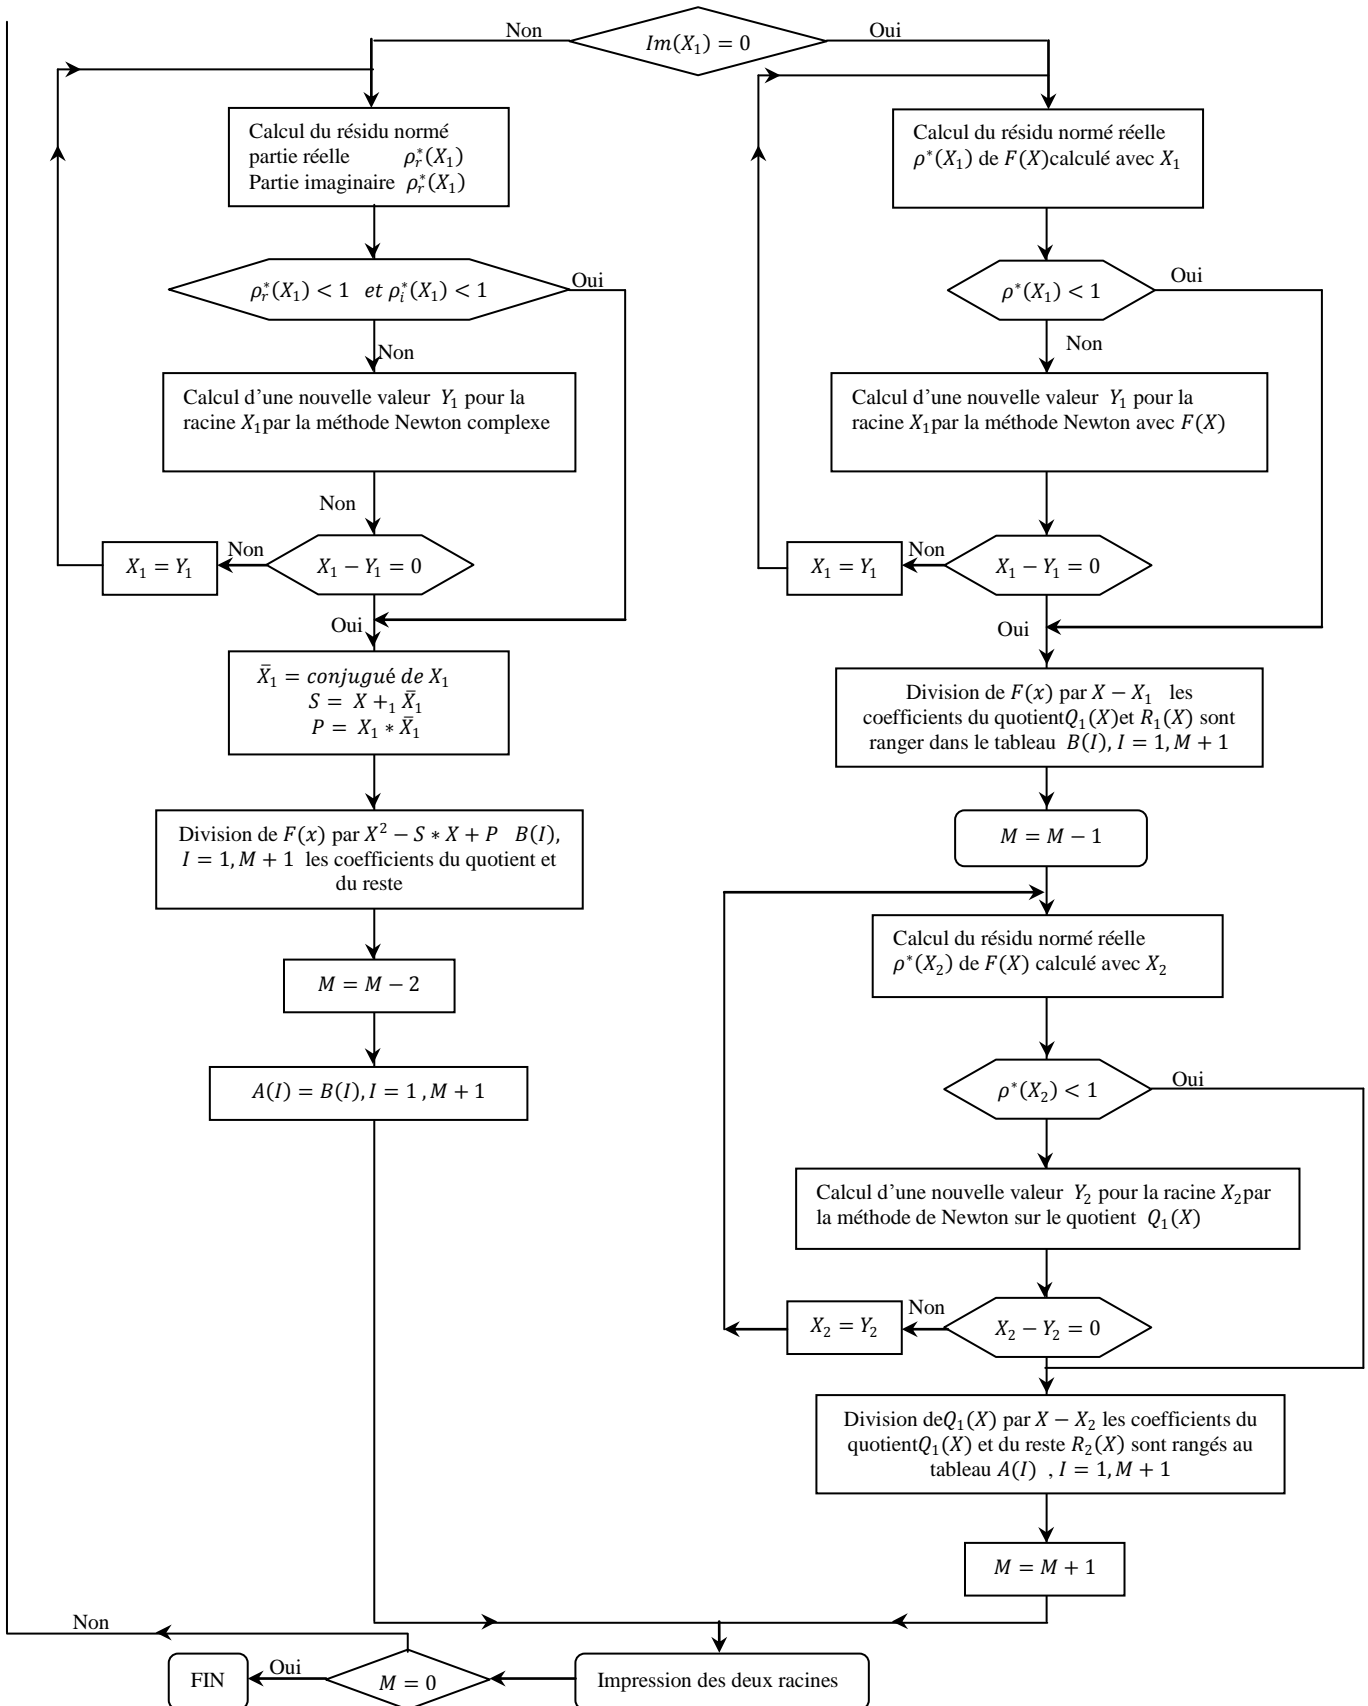 Non
Im(X₁) = 0
Oui
Calcul du résidu normé
partie réelle ρᵣ*(X₁)
Partie imaginaire ρᵣ*(X₁)
ρᵣ*(X₁) < 1 et ρᵢ*(X₁) < 1
Oui
Non
Calcul d’une nouvelle valeur Y₁ pour la
racine X₁par la méthode Newton complexe
Non
X₁ − Y₁ = 0
Non
X₁ = Y₁
Oui
X̄₁ = conjugué de X₁
S = X +₁ X̄₁
P = X₁ ∗ X̄₁
Division de F(x) par X² − S ∗ X + P B(I),
I = 1, M + 1 les coefficients du quotient et
du reste
M = M − 2
A(I) = B(I), I = 1 , M + 1
Calcul du résidu normé réelle
ρ*(X₁) de F(X)calculé avec X₁
ρ*(X₁) < 1
Oui
Non
Calcul d’une nouvelle valeur Y₁ pour la
racine X₁par la méthode Newton avec F(X)
X₁ − Y₁ = 0
Non
X₁ = Y₁
Oui
Division de F(x) par X − X₁ les
coefficients du quotientQ₁(X)et R₁(X) sont
ranger dans le tableau B(I), I = 1, M + 1
M = M − 1
Calcul du résidu normé réelle
ρ*(X₂) de F(X) calculé avec X₂
ρ*(X₂) < 1
Oui
Calcul d’une nouvelle valeur Y₂ pour la racine X₂par
la méthode de Newton sur le quotient Q₁(X)
X₂ − Y₂ = 0
Non
X₂ = Y₂
Division deQ₁(X) par X − X₂ les coefficients du
quotientQ₁(X) et du reste R₂(X) sont rangés au
tableau A(I) , I = 1, M + 1
M = M + 1
Impression des deux racines
M = 0
Non
Oui
FIN